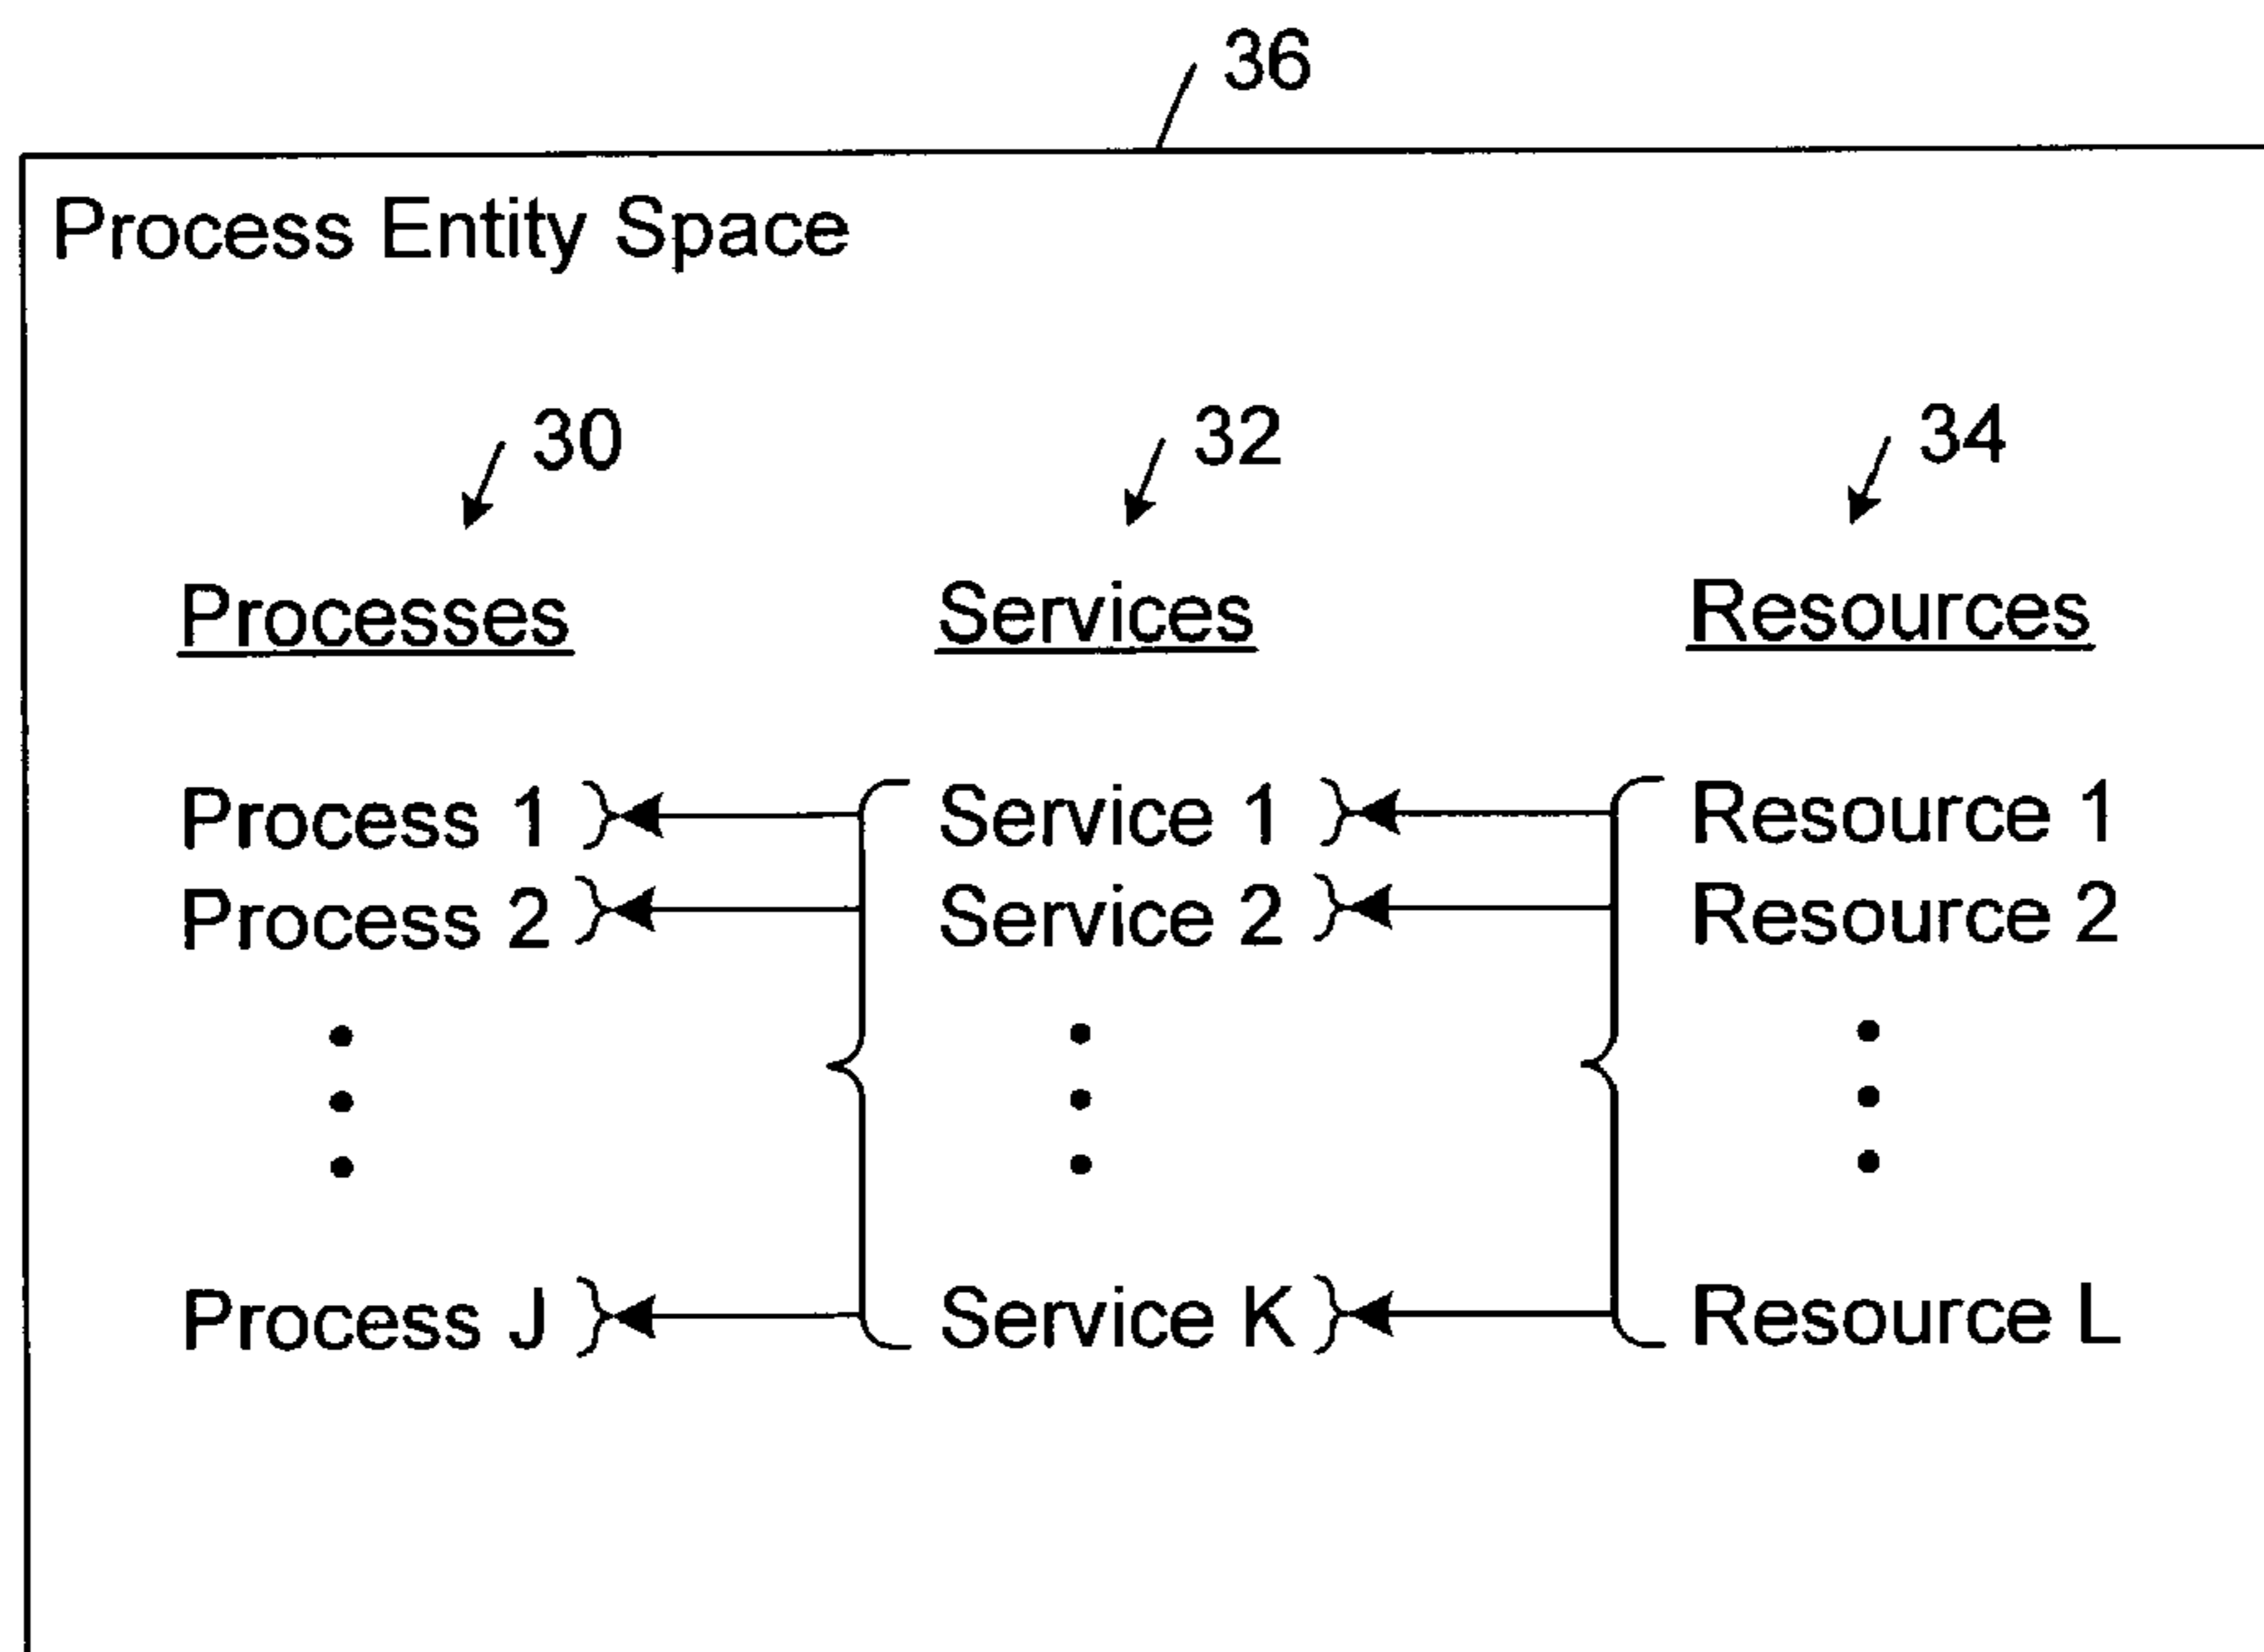 36
Process Entity Space
30 32 34
Processes Services Resources
Process 1 Service 1 Resource 1
Process 2 Service 2 Resource 2
Process J Service K Resource L